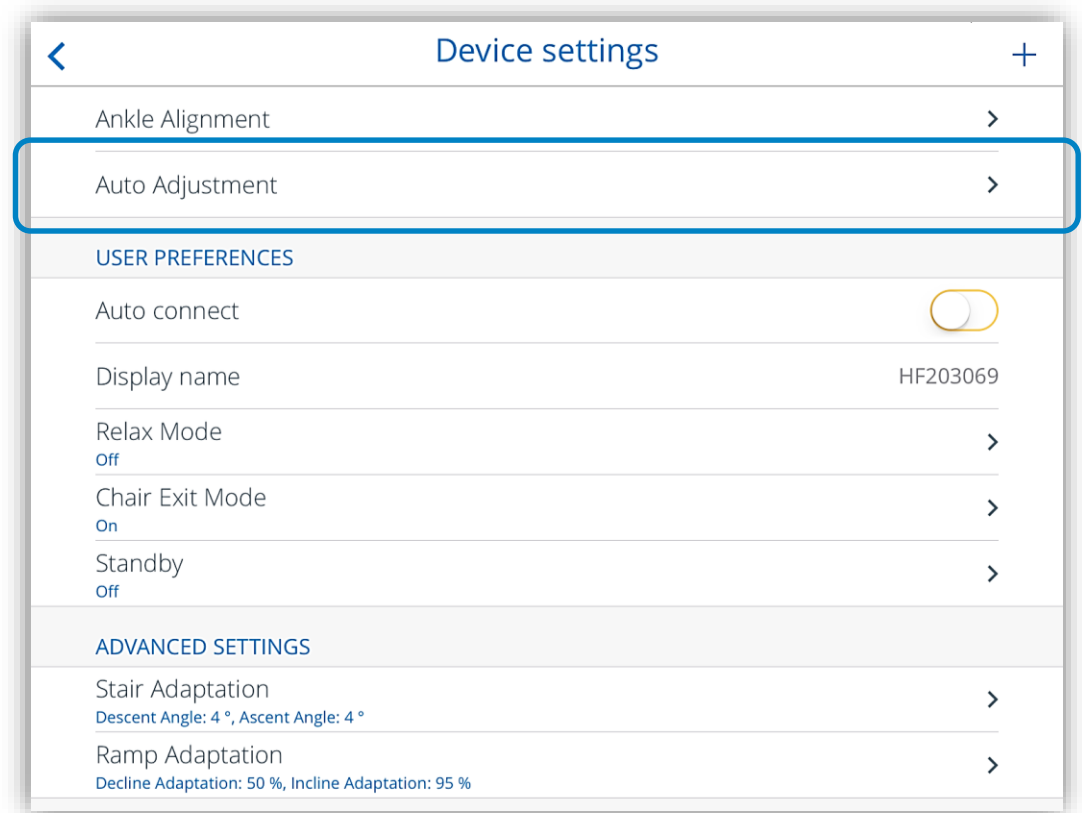 Device settings
Ankle Alignment
Auto Adjustment
USER PREFERENCES
Auto connect
Display name HF203069
Relax Mode
Off
Chair Exit Mode
On
Standby
Off
ADVANCED SETTINGS
Stair Adaptation
Descent Angle: 4 °, Ascent Angle: 4 °
Ramp Adaptation
Decline Adaptation: 50 %, Incline Adaptation: 95 %